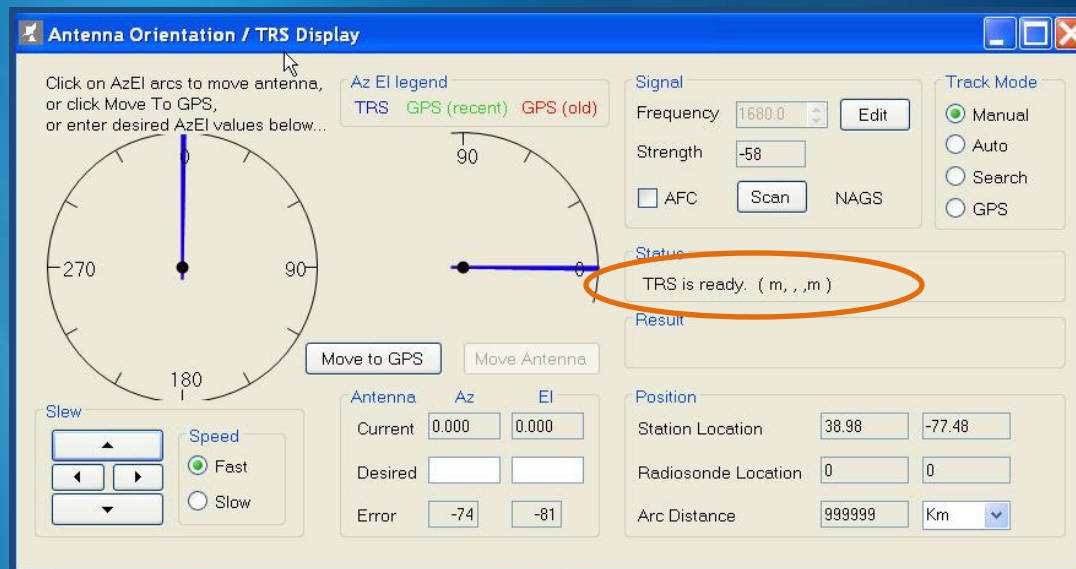 Antenna Orientation / TRS Display
Click on AzEl arcs to move antenna,
or click Move To GPS,
or enter desired AzEl values below...
Az El legend
TRS GPS (recent) GPS (old)
0
90
180
270
90
0
Move to GPS
Move Antenna
Slew
Speed
Fast
Slow
Antenna Az El
Current 0.000 0.000
Desired
Error -74 -81
Signal
Frequency 1680.0 Edit
Strength -58
AFC Scan NAGS
Track Mode
Manual
Auto
Search
GPS
Status
TRS is ready. ( m, , ,m )
Result
Position
Station Location 38.98 -77.48
Radiosonde Location 0 0
Arc Distance 999999 Km